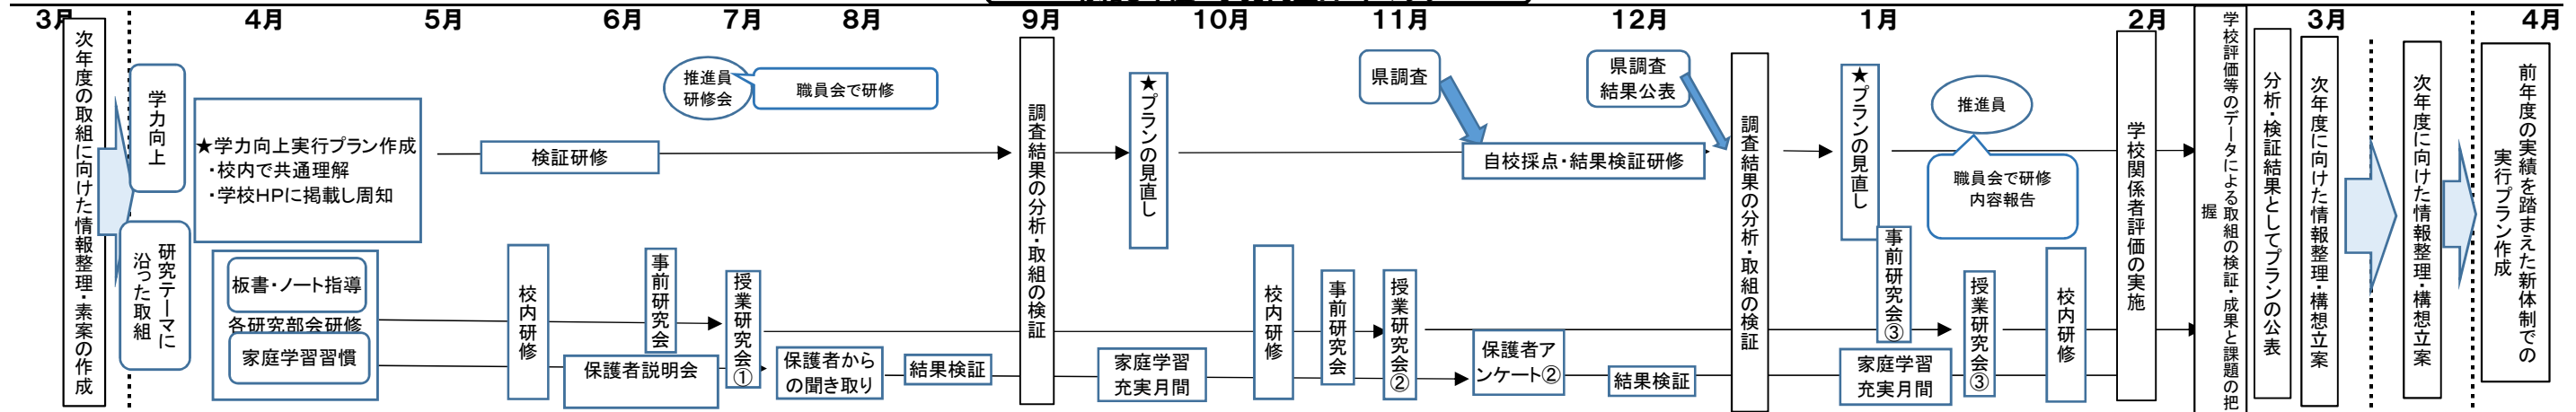 3月
4月
5月
6月
7月
8月
9月
10月
11月
12月
1月
2月
3月
4月
次年度の取組に向けた情報整理・素案の作成
学力向上
研究テーマに
沿った取組
★学力向上実行プラン作成
・校内で共通理解
・学校HPに掲載し周知
板書・ノート指導
各研究部会研修
家庭学習習慣
検証研修
校内研修
事前研究会
保護者説明会
推進員
研修会
職員会で研修
授業研究会①
保護者から
の聞き取り
結果検証
調査結果の分析・取組の検証
★プランの見直し
家庭学習
充実月間
校内研修
事前研究会
県調査
授業研究会②
自校採点・結果検証研修
保護者ア
ンケート②
県調査
結果公表
結果検証
調査結果の分析・取組の検証
★プランの見直し
事前研究会③
家庭学習
充実月間
推進員
職員会で研修
内容報告
授業研究会③
校内研修
学校関係者評価の実施
学校評価等のデータによる取組の検証・成果と課題の把
握
分析・検証結果としてプランの公表
次年度に向けた情報整理・構想立案
次年度に向けた情報整理・構想立案
前年度の実績を踏まえた新体制での
実行プラン作成